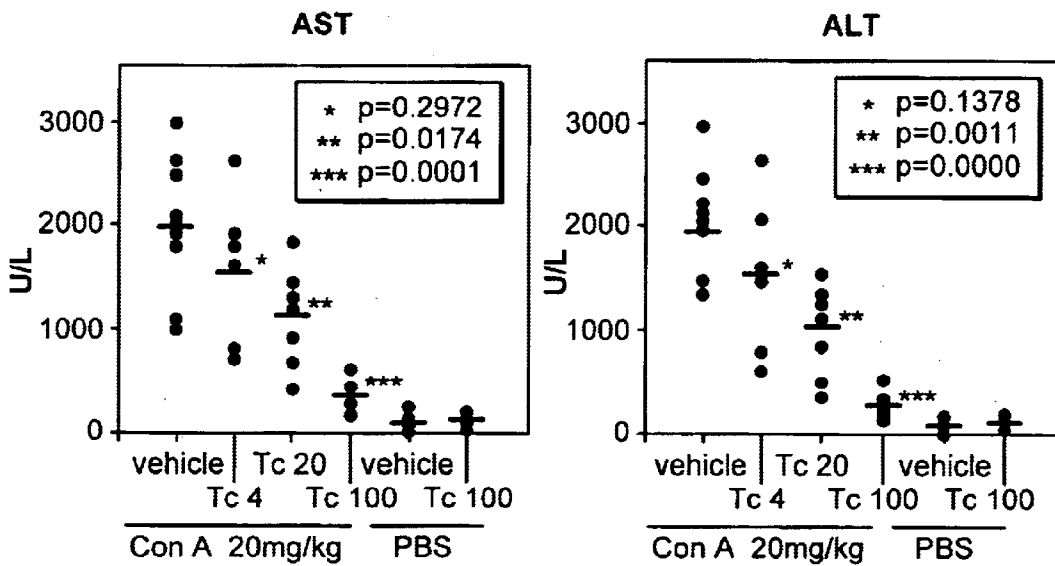 AST
* p=0.2972
** p=0.0174
*** p=0.0001
3000
2000
1000
0
U/L
*
**
***
vehicle Tc 20 vehicle
Tc 4 Tc 100 Tc 100
Con A 20mg/kg PBS
ALT
* p=0.1378
** p=0.0011
*** p=0.0000
3000
2000
1000
0
U/L
*
**
***
vehicle Tc 20 vehicle
Tc 4 Tc 100 Tc 100
Con A 20mg/kg PBS